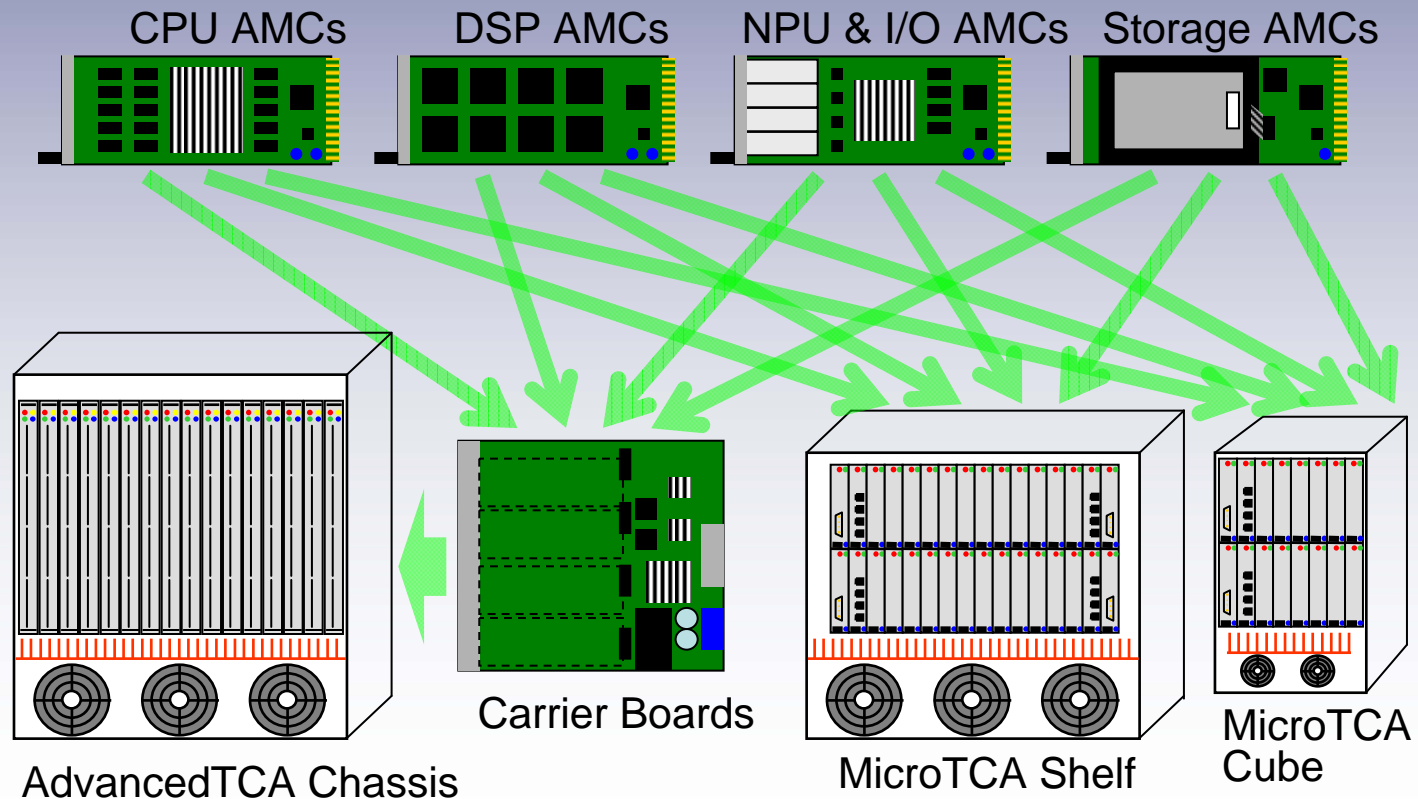 CPU AMCs
DSP AMCs
NPU & I/O AMCs
Storage AMCs
Carrier Boards
AdvancedTCA Chassis
MicroTCA Shelf
MicroTCA
Cube